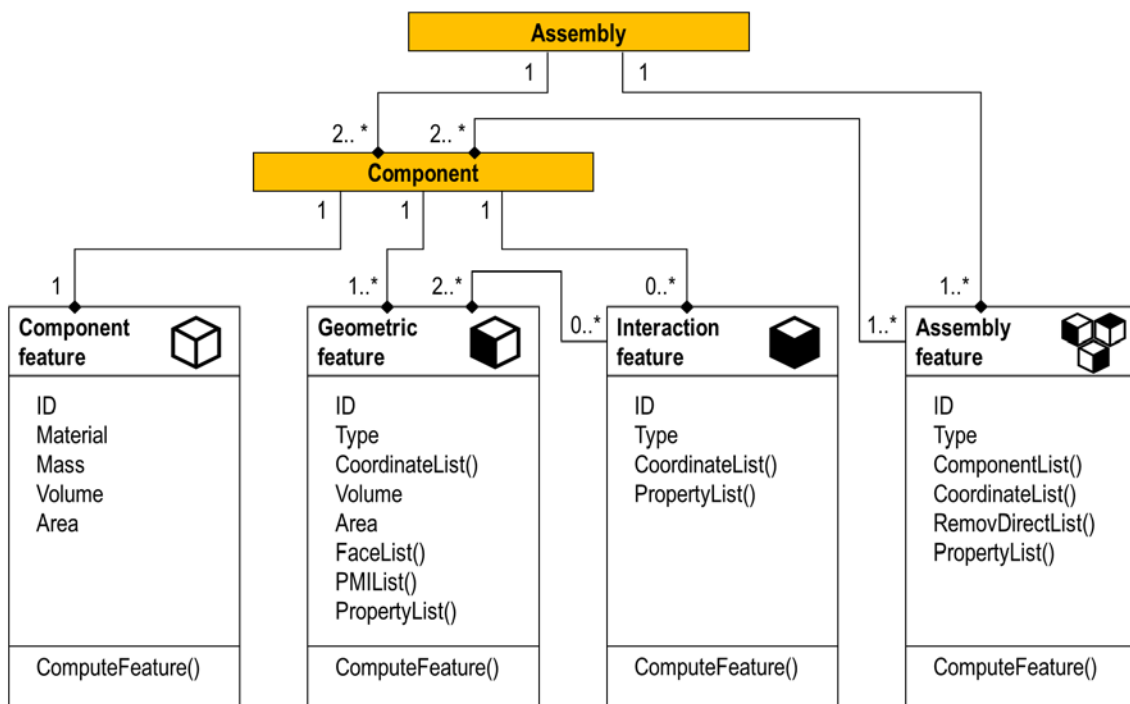 Assembly
1
1
2.. *
2.. *
Component
1
1
1
1
1..*
2..*
0..*
1..*
0..*
1..*
Component
feature
ID
Material
Mass
Volume
Area
ComputeFeature()
Geometric
feature
ID
Type
CoordinateList()
Volume
Area
FaceList()
PMIList()
PropertyList()
ComputeFeature()
Interaction
feature
ID
Type
CoordinateList()
PropertyList()
ComputeFeature()
Assembly
feature
ID
Type
ComponentList()
CoordinateList()
RemovDirectList()
PropertyList()
ComputeFeature()